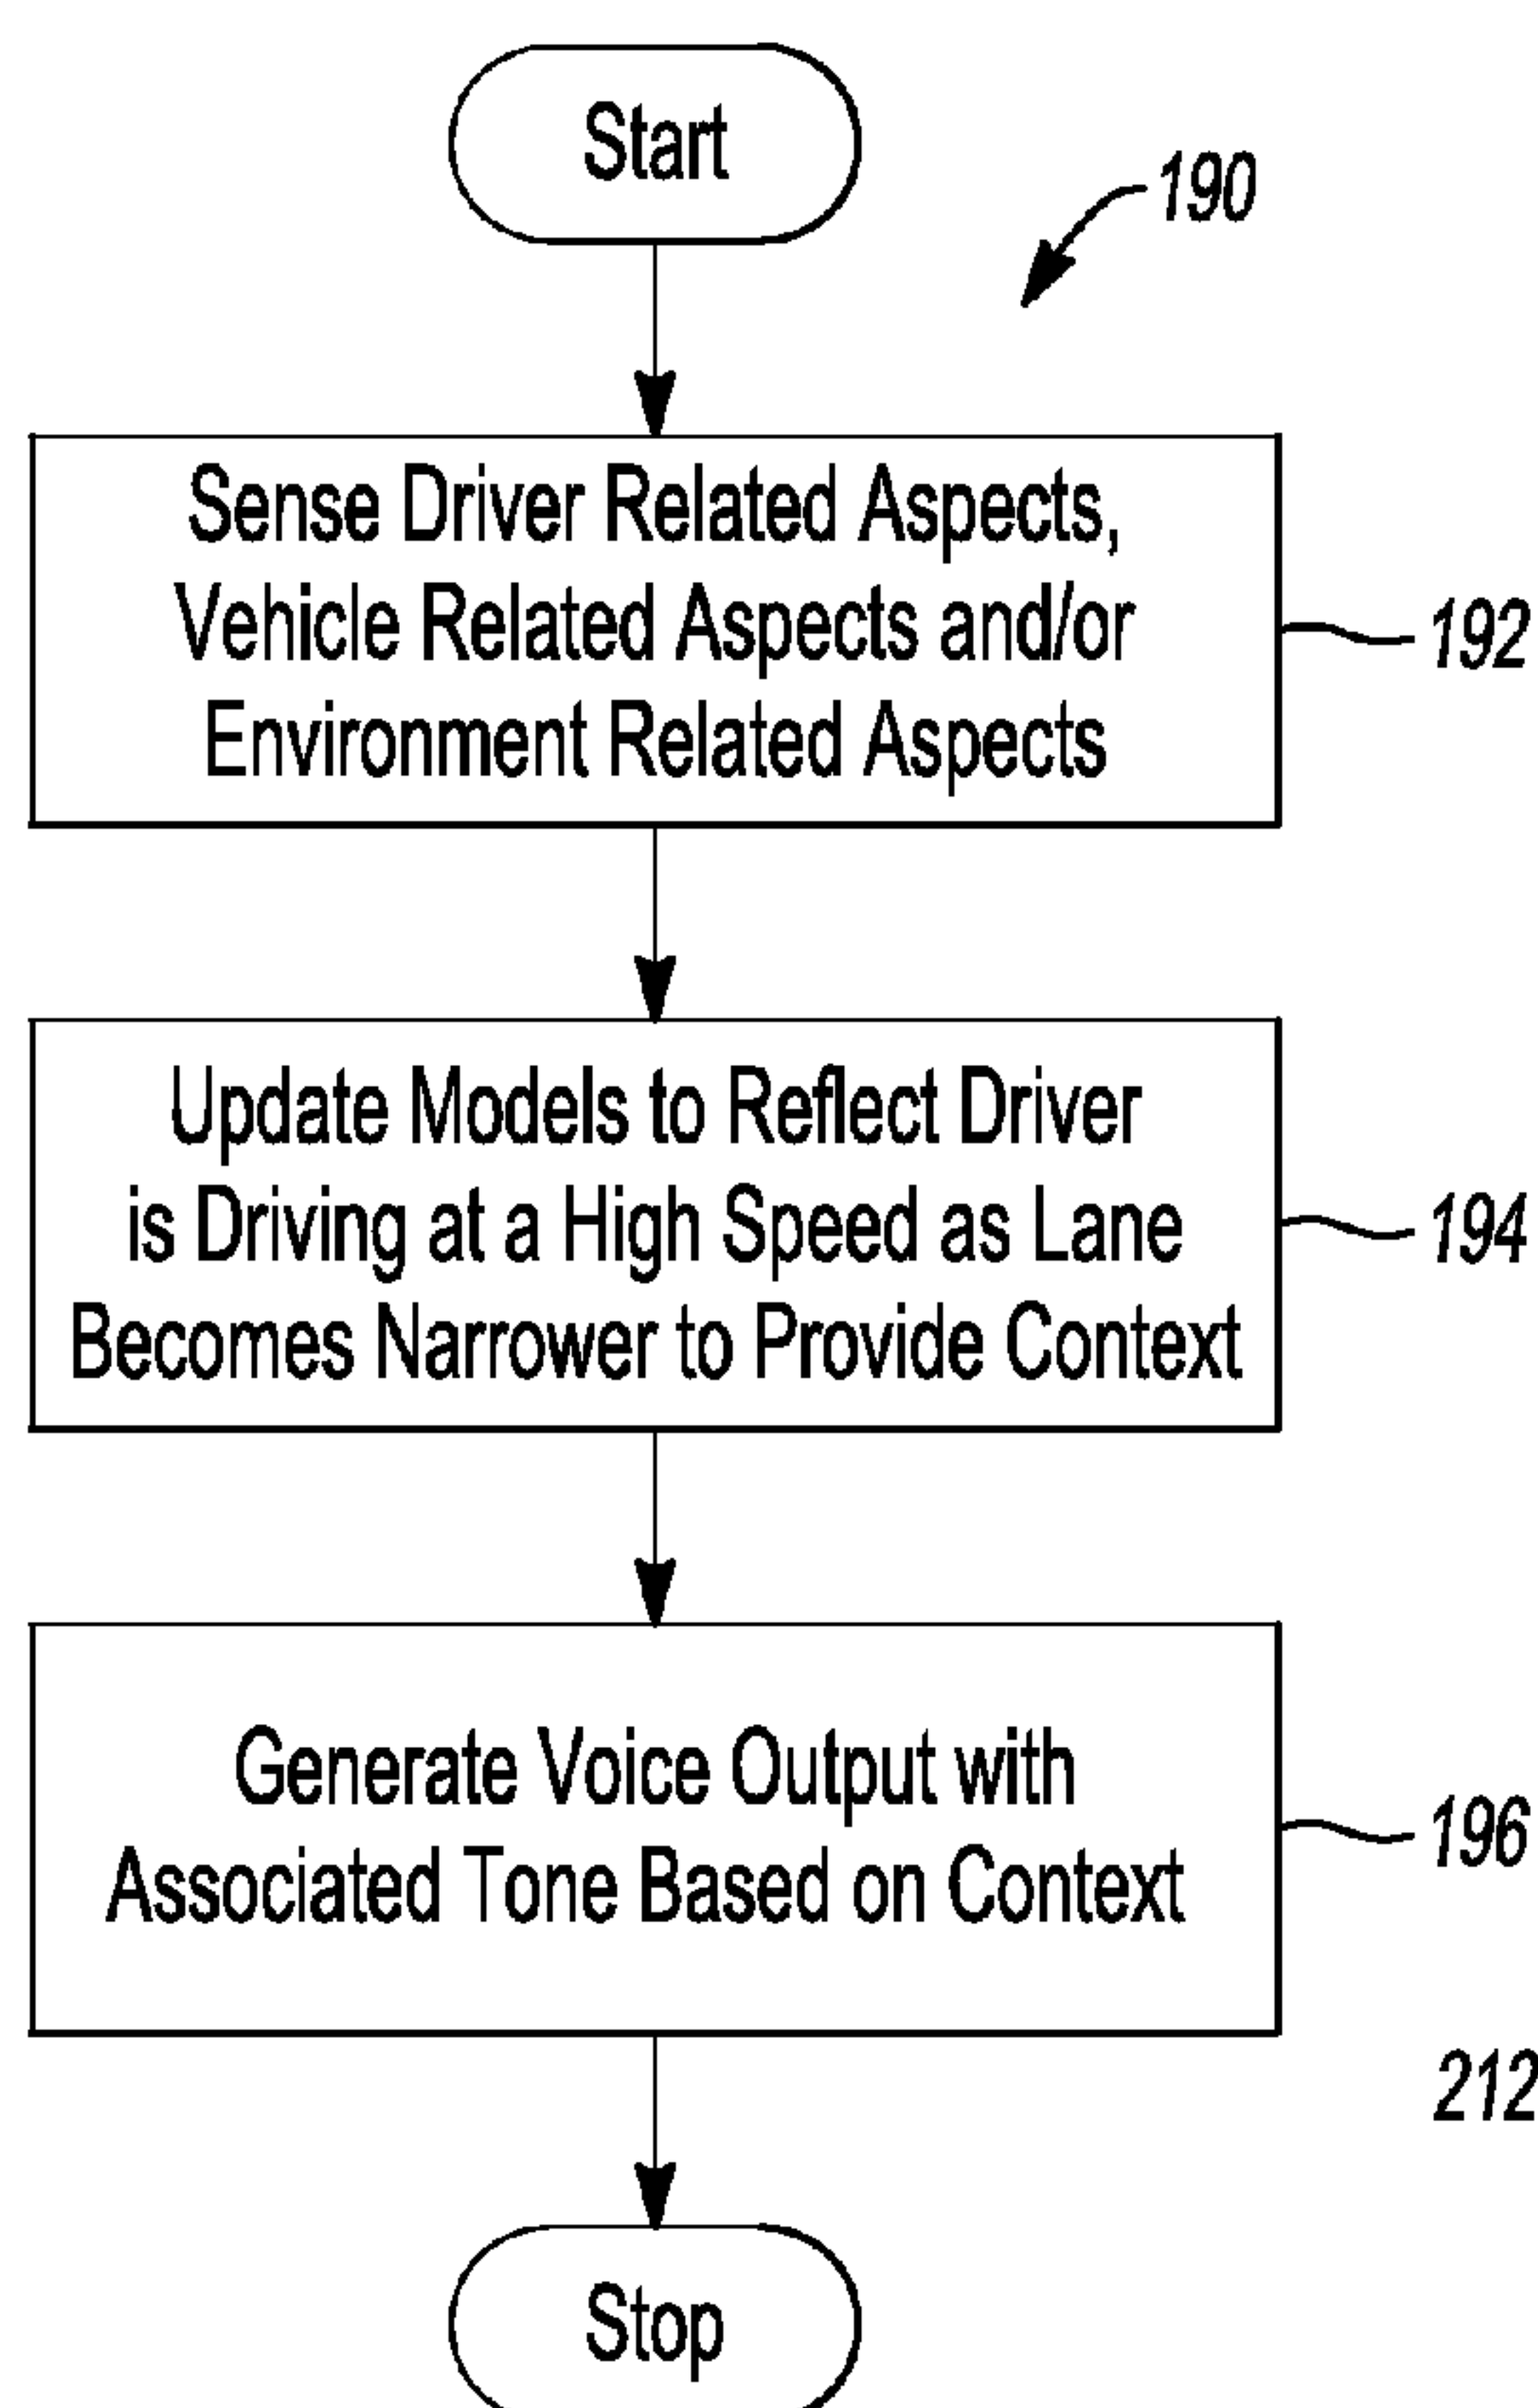 Start
190
Sense Driver Related Aspects,
Vehicle Related Aspects and/or
Environment Related Aspects
192
Update Models to Reflect Driver
is Driving at a High Speed as Lane
Becomes Narrower to Provide Context
194
Generate Voice Output with
Associated Tone Based on Context
196
212
Stop